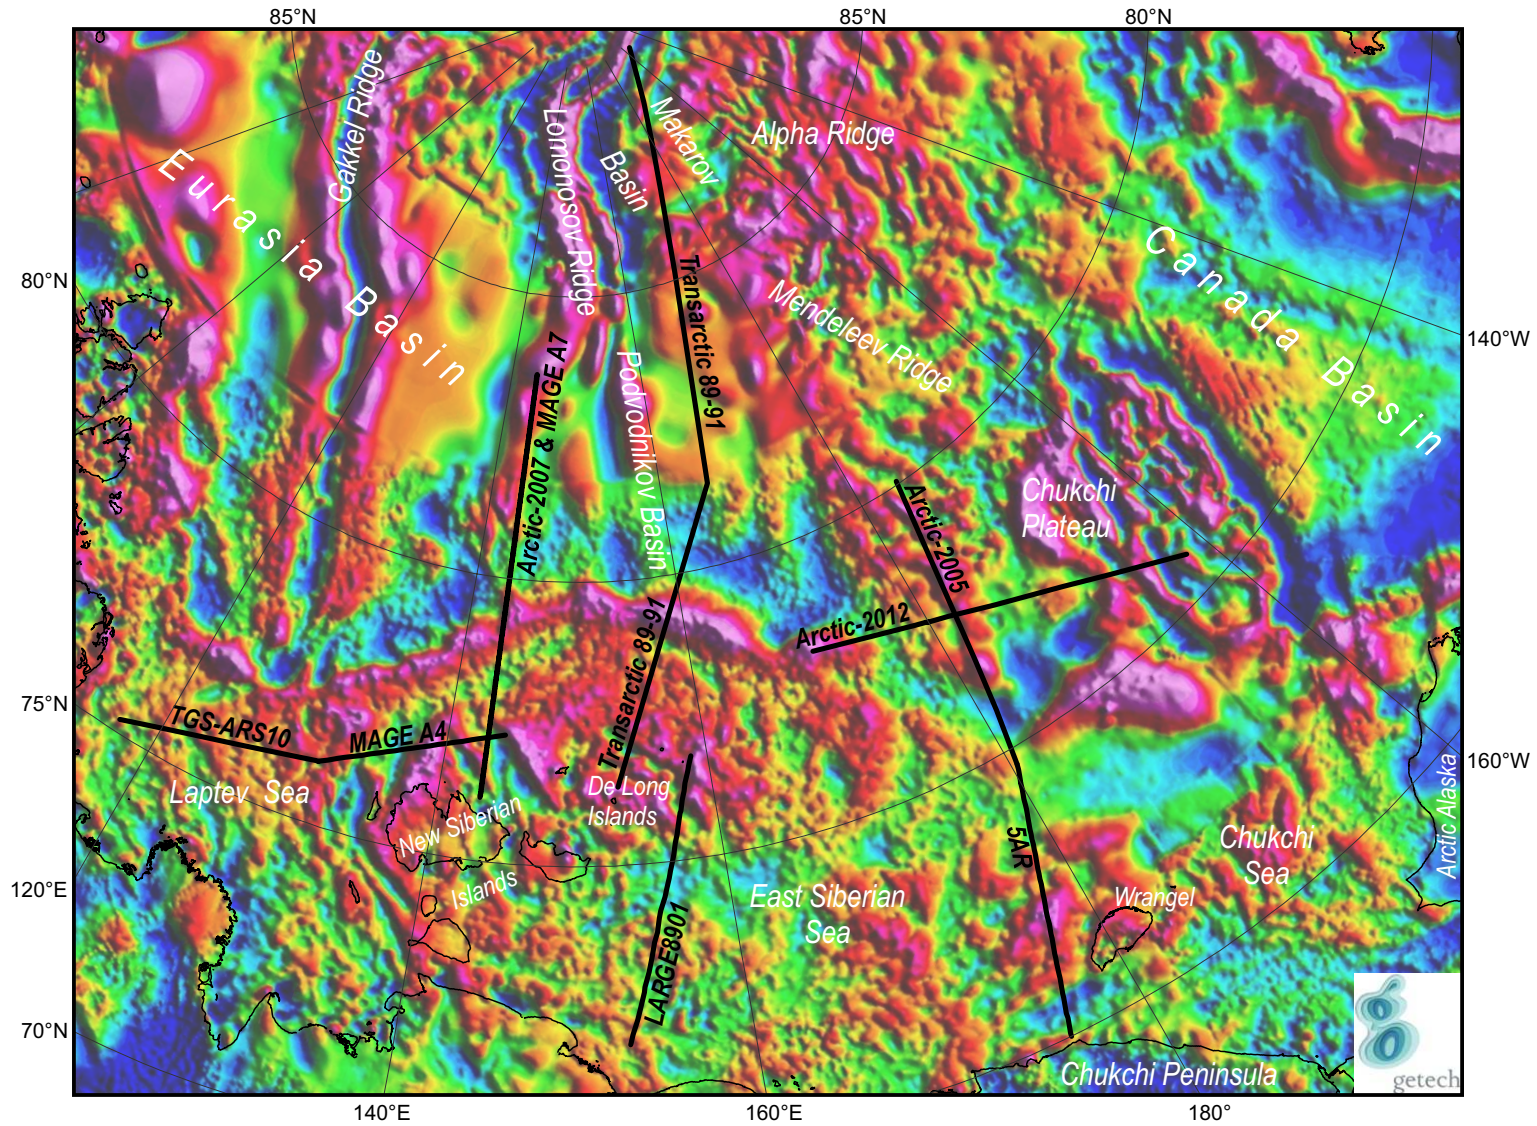 85°N
85°N
80°N
Gakkel Ridge
Eurasia Basin
Lomonosov Ridge
Makarov
Basin
Alpha Ridge
Canada Basin
80°N
Transarctic 89-91
Mendeleev Ridge
140°W
Arctic-2007 & MAGE A7
Podvodnikov Basin
Chukchi
Plateau
Arctic-2005
Arctic-2012
Transarctic 89-91
75°N
TGS-ARS10
MAGE A4
160°W
Laptev Sea
De Long
Islands
New Siberian
Islands
5AR
Chukchi
Sea
Arctic Alaska
120°E
East Siberian
Sea
Wrangel
LARGE8901
70°N
Chukchi Peninsula
getech
140°E
160°E
180°